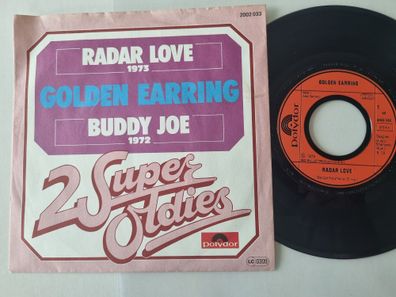 2002 033
RADAR LOVE
1973
GOLDEN EARRING
BUDDY JOE
1972
2 Super
Oldies
polydor
LC 0309
GOLDEN EARRING
polydor
RADAR LOVE